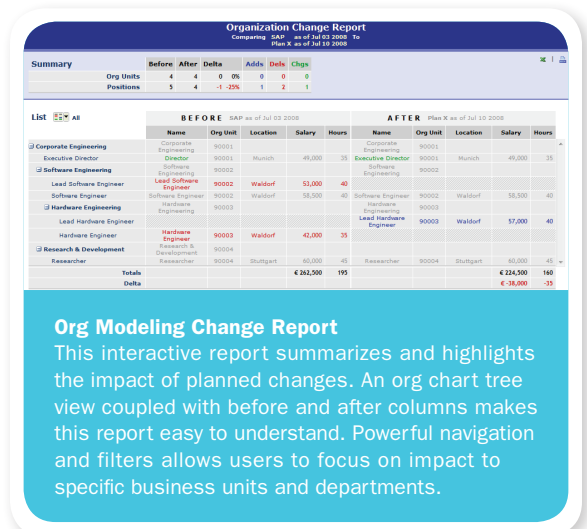 Organization Change Report
Comparing SAP as of Jul 03 2008 To
Plan X as of Jul 10 2008
Summary Before After Delta Adds Dels Chgs
Org Units 4 4 0 0% 0 0 0
Positions 5 4 -1 -25% 1 2 1
List All BEFORE SAP as of Jul 03 2008 AFTER Plan X as of Jul 10 2008
Name Org Unit Location Salary Hours Name Org Unit Location Salary Hours
Corporate Engineering Corporate Engineering 90001 Corporate Engineering 90001
Executive Director Director 90001 Munich 49,000 35 Executive Director 90001 Munich 49,000 35
Software Engineering Software Engineering 90002 Software Engineering 90002
Lead Software Engineer Lead Software Engineer 90002 Waldorf 53,000 40
Software Engineer Software Engineer 90002 Waldorf 58,500 40 Software Engineer 90002 Waldorf 58,500 40
Hardware Engineering Hardware Engineering 90003 Hardware Engineering 90003
Lead Hardware Engineer Lead Hardware Engineer 90003 Waldorf 57,000 40
Hardware Engineer Hardware Engineer 90003 Waldorf 42,000 35
Research & Development Research & Development 90004
Researcher Researcher 90004 Stuttgart 60,000 45 Researcher 90004 Stuttgart 60,000 45
Totals € 262,500 195 € 224,500 160
Delta € -38,000 -35
Org Modeling Change Report
This interactive report summarizes and highlights
the impact of planned changes. An org chart tree
view coupled with before and after columns makes
this report easy to understand. Powerful navigation
and filters allows users to focus on impact to
specific business units and departments.